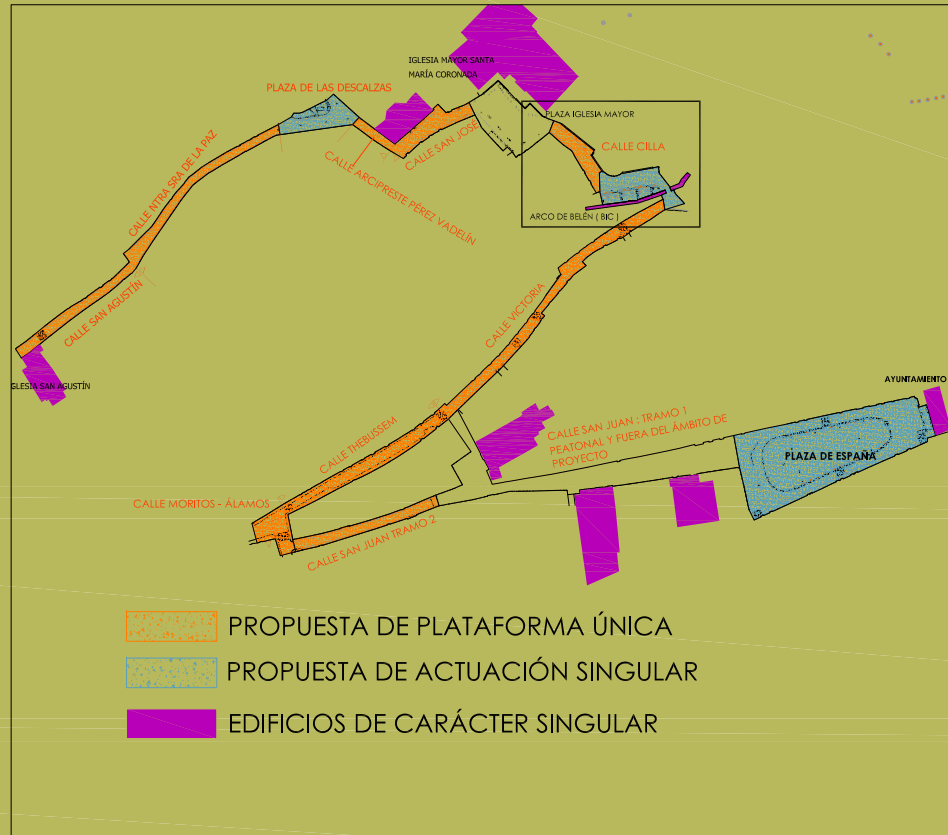 IGLESIA MAYOR SANTA
MARÍA CORONADA
PLAZA DE LAS DESCALZAS
PLAZA IGLESIA MAYOR
CALLE SAN JOSÉ
CALLE CILLA
CALLE NTRA SRA DE LA PAZ
CALLE ARCIPRESTE PÉREZ VADELÍN
ARCO DE BELÉN ( BIC )
CALLE SAN AGUSTÍN
CALLE VICTORIA
GLESIA SAN AGUSTÍN
AYUNTAMIENTO
CALLE THEBUSSEM
CALLE SAN JUAN : TRAMO 1
PEATONAL Y FUERA DEL ÁMBITO DE
PROYECTO
PLAZA DE ESPAÑA
CALLE MORITOS - ÁLAMOS
CALLE SAN JUAN TRAMO 2
PROPUESTA DE PLATAFORMA ÚNICA
PROPUESTA DE ACTUACIÓN SINGULAR
EDIFICIOS DE CARÁCTER SINGULAR